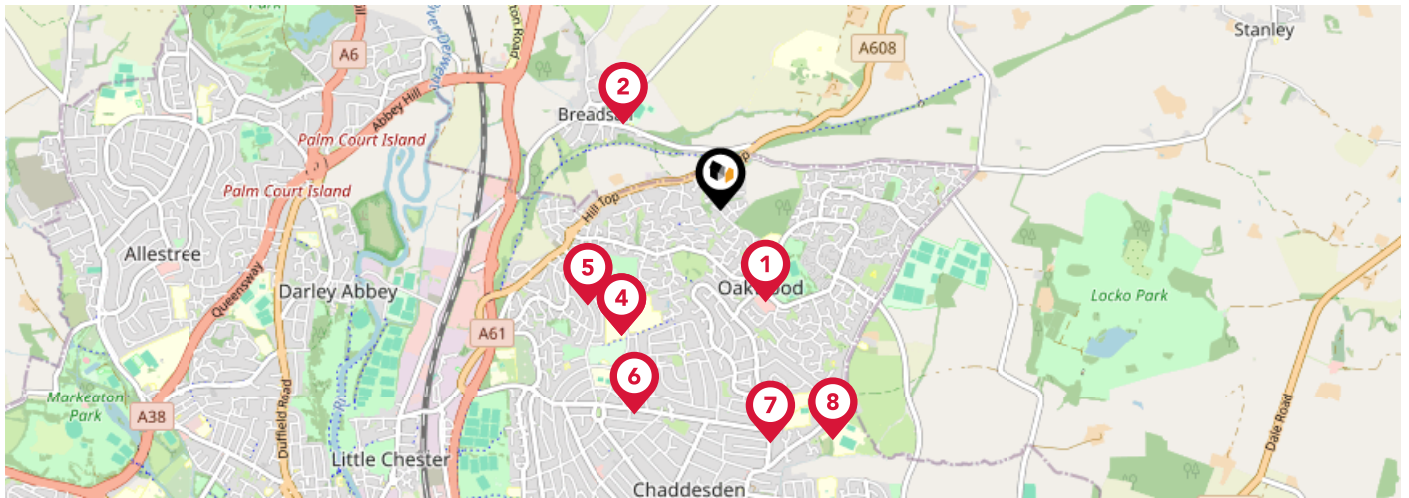 Stanley
A6
A608
River Derwent
Abbey Hill
2
Palm Court Island
Hill Top
Palm Court Island
Allestree
5
1
Queensway
Darley Abbey
4
Locko Park
A61
6
7
8
Markeaton
Park
A38
Duffield Road
Dale Road
Little Chester
Chaddesden